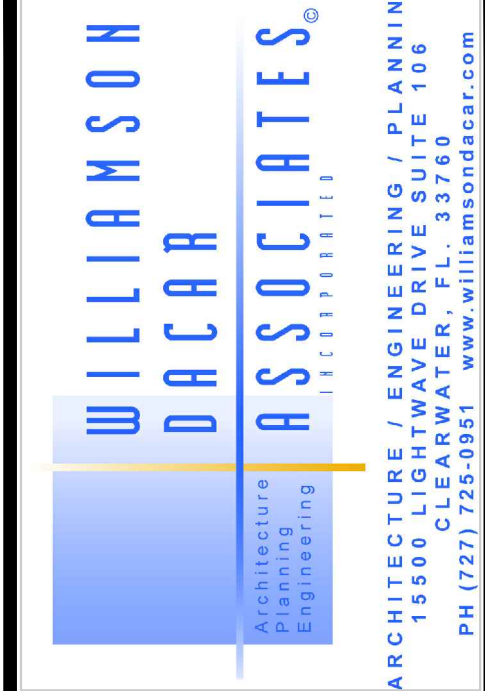 WILLIAMSON
DACAR
ASSOCIATES©
INCORPORATED
Architecture
Planning
Engineering
ARCHITECTURE / ENGINEERING / PLANNIN
15500 LIGHTWAVE DRIVE SUITE 106
CLEARWATER, FL. 33760
PH (727) 725-0951 www.williamsondacar.com